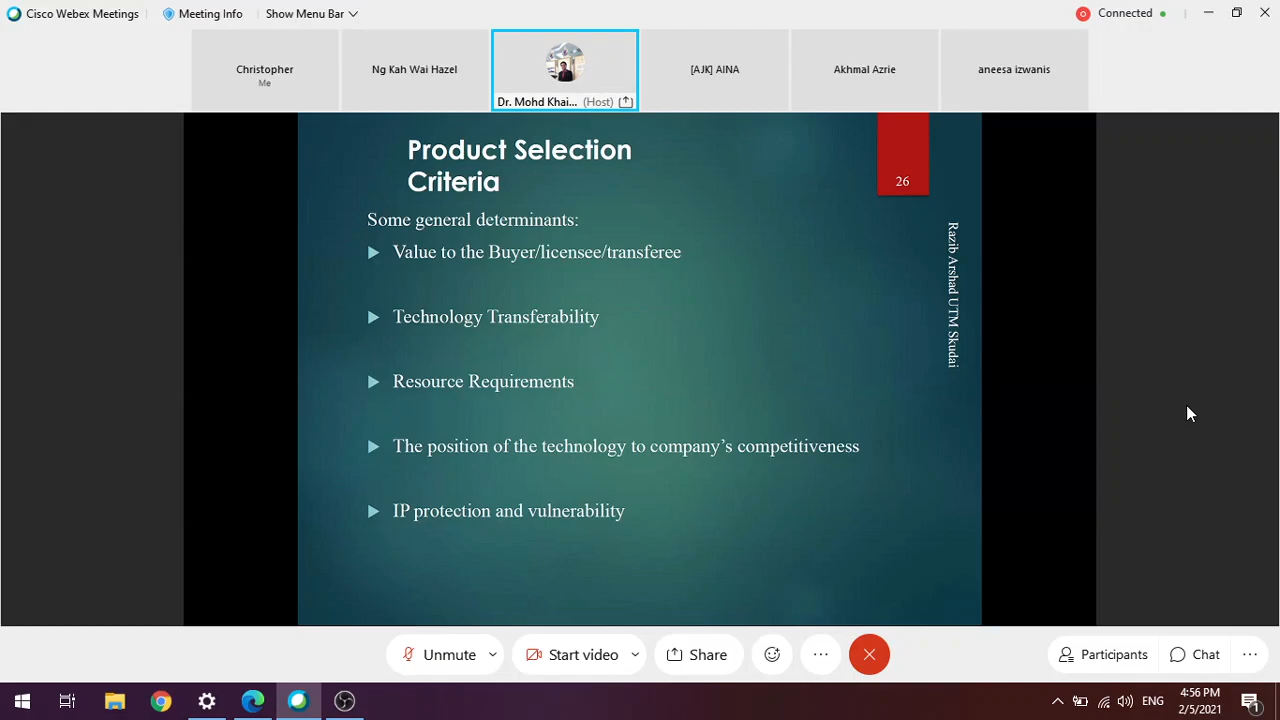 Cisco Webex Meetings
Meeting Info
Show Menu Bar
Connected
Christopher
Me
Ng Kah Wai Hazel
Dr. Mohd Khai... (Host)
[AJK] AINA
Akhmal Azrie
aneesa izwanis
Product Selection
Criteria
26
Some general determinants:
Value to the Buyer/licensee/transferee
Technology Transferability
Resource Requirements
The position of the technology to company’s competitiveness
IP protection and vulnerability
Razib Arshad UTM Skudai
Unmute
Start video
Share
Participants
Chat
ENG
4:56 PM
2/5/2021
1